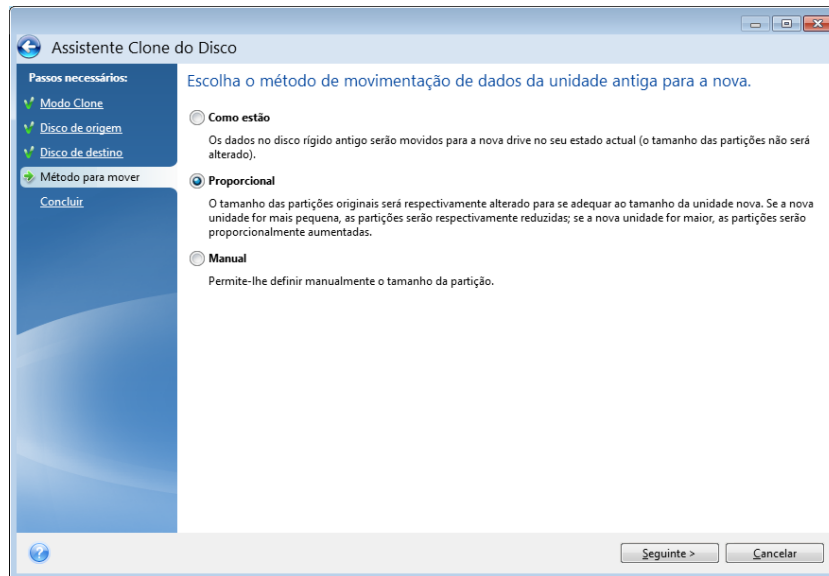 Assistente Clone do Disco
Passos necessários:
Modo Clone
Disco de origem
Disco de destino
Método para mover
Concluir
Escolha o método de movimentação de dados da unidade antiga para a nova.
Como estão
Os dados no disco rígido antigo serão movidos para a nova drive no seu estado actual (o tamanho das partições não será
alterado).
Proporcional
O tamanho das partições originais será respectivamente alterado para se adequar ao tamanho da unidade nova. Se a nova
unidade for mais pequena, as partições serão respectivamente reduzidas; se a nova unidade for maior, as partições serão
proporcionalmente aumentadas.
Manual
Permite-lhe definir manualmente o tamanho da partição.
Seguinte >
Cancelar